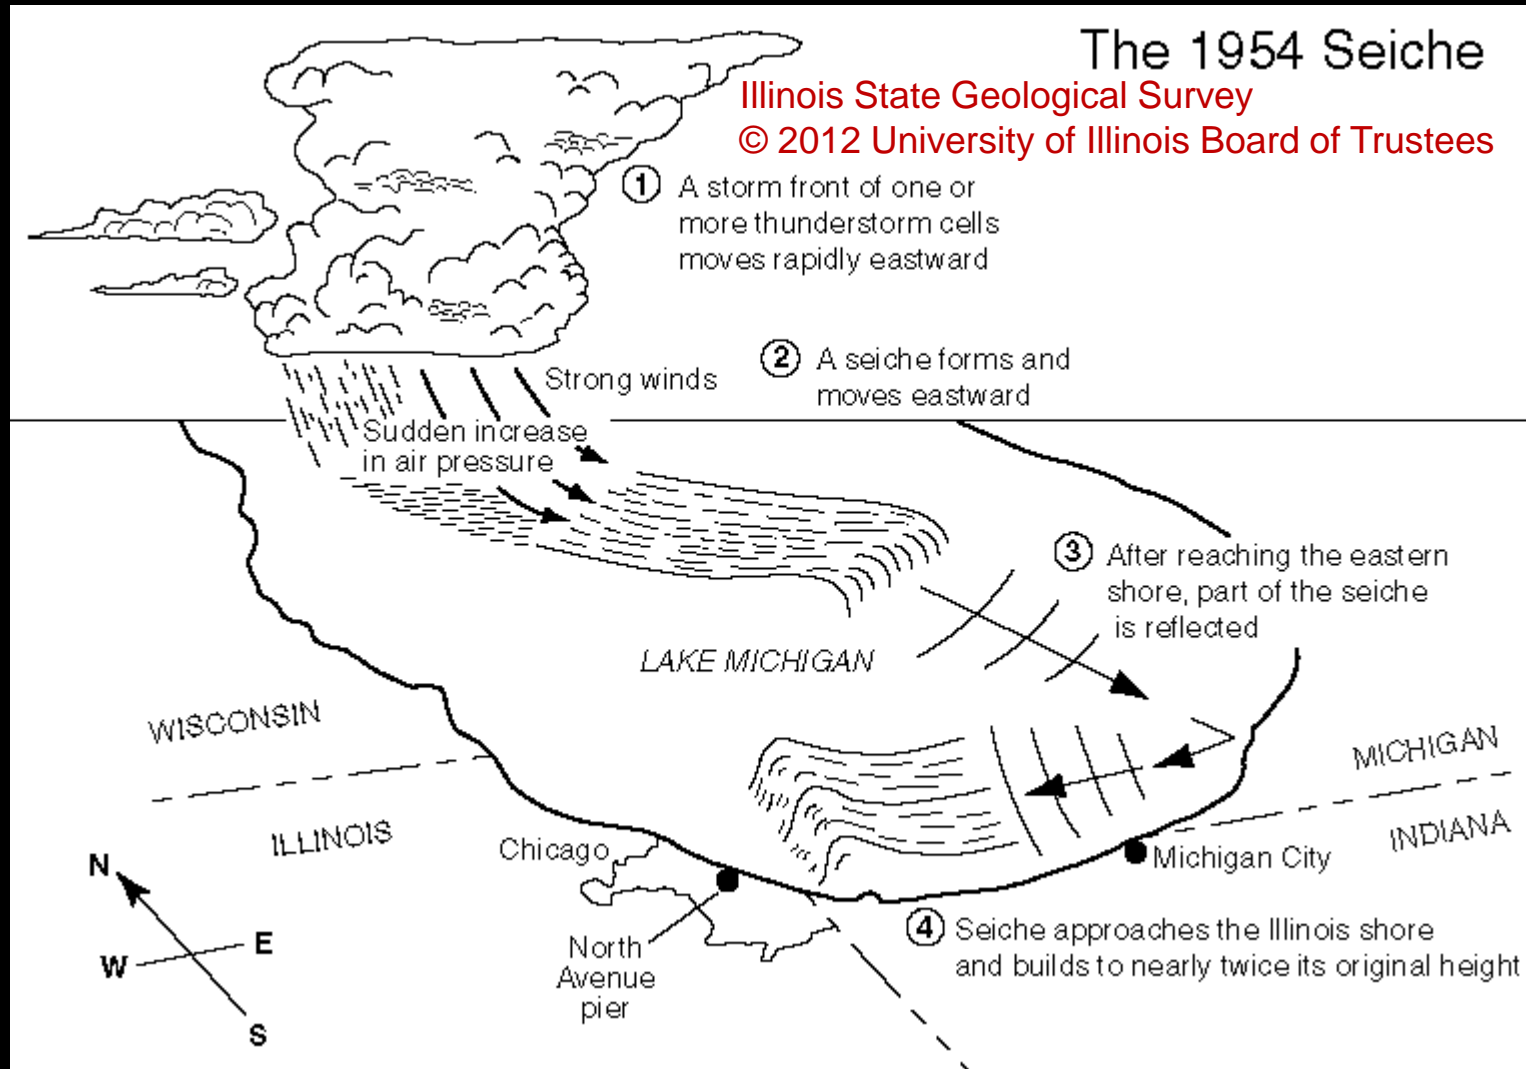 The 1954 Seiche
Illinois State Geological Survey
© 2012 University of Illinois Board of Trustees
1 A storm front of one or
more thunderstorm cells
moves rapidly eastward
2 A seiche forms and
moves eastward
Strong winds
Sudden increase
in air pressure
3 After reaching the eastern
shore, part of the seiche
is reflected
LAKE MICHIGAN
WISCONSIN
MICHIGAN
ILLINOIS
INDIANA
Chicago
Michigan City
North
Avenue
pier
4 Seiche approaches the Illinois shore
and builds to nearly twice its original height
N
E
W
S